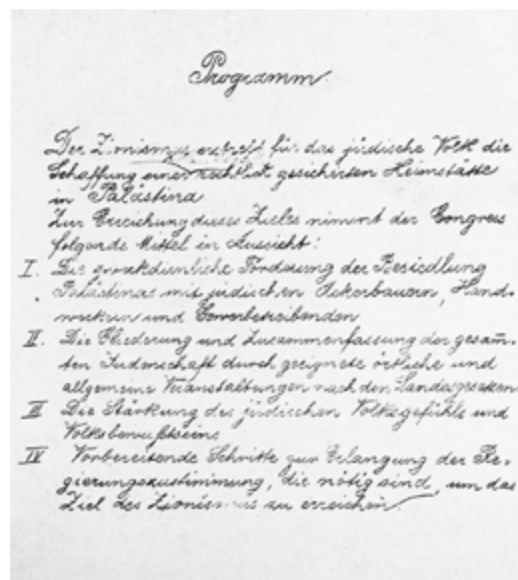 Programm
Der Zionismus erstrebt für das jüdische Volk die
Schaffung einer rechtlich gesicherten Heimstätte
in Palästina
Zur Erreichung dieses Zieles nimmt der Congress
folgende Mittel in Aussicht:
I. Die zweckdienliche Förderung der Besiedlung
Palästinas mit jüdischen Ackerbauern, Hand-
werkern und Gewerbetreibenden
II. Die Gliederung und Zusammenfassung der gesam̄-
ten Judenschaft durch geeignete örtliche und
allgemeine Veranstaltungen nach den Landesgesetzen
III Die Stärkung des jüdischen Volksgefühls und
Volksbewußtseins
IV Vorbereitende Schritte zur Erlangung der Re-
gierungszustimmung, die nötig sind, um das
Ziel des Zionismus zu erreichen.